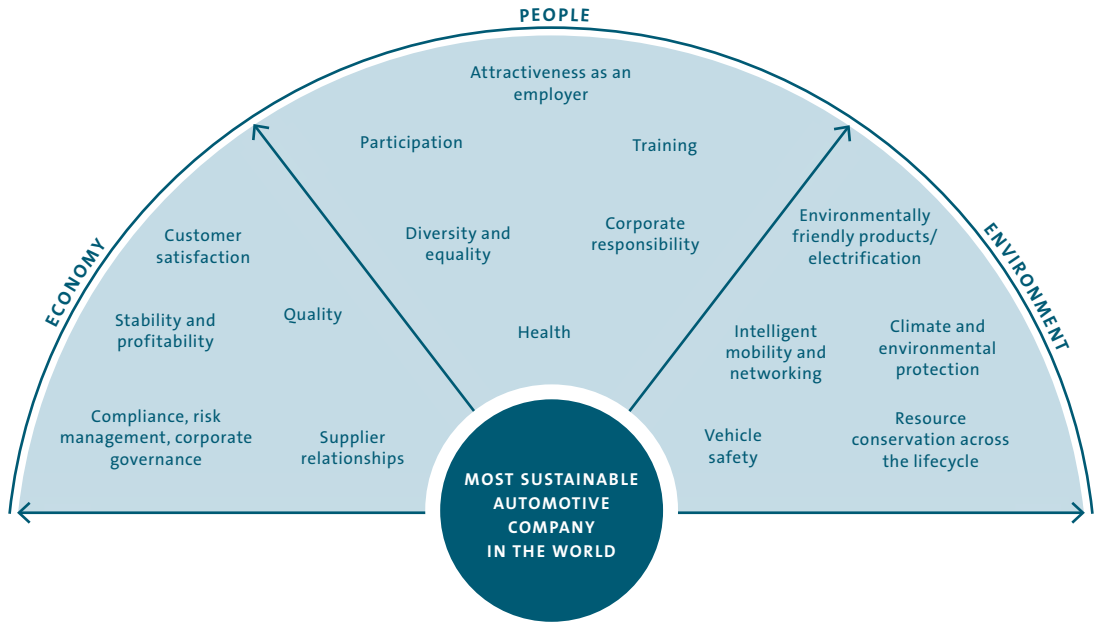 PEOPLE
Attractiveness as an
employer
Participation
Training
Diversity and
equality
Corporate
responsibility
Health
ECONOMY
Customer
satisfaction
Quality
Stability and
profitability
Compliance, risk
management, corporate
governance
Supplier
relationships
ENVIRONMENT
Environmentally
friendly products/
electrification
Intelligent
mobility and
networking
Climate and
environmental
protection
Vehicle
safety
Resource
conservation across
the lifecycle
MOST SUSTAINABLE
AUTOMOTIVE
COMPANY
IN THE WORLD